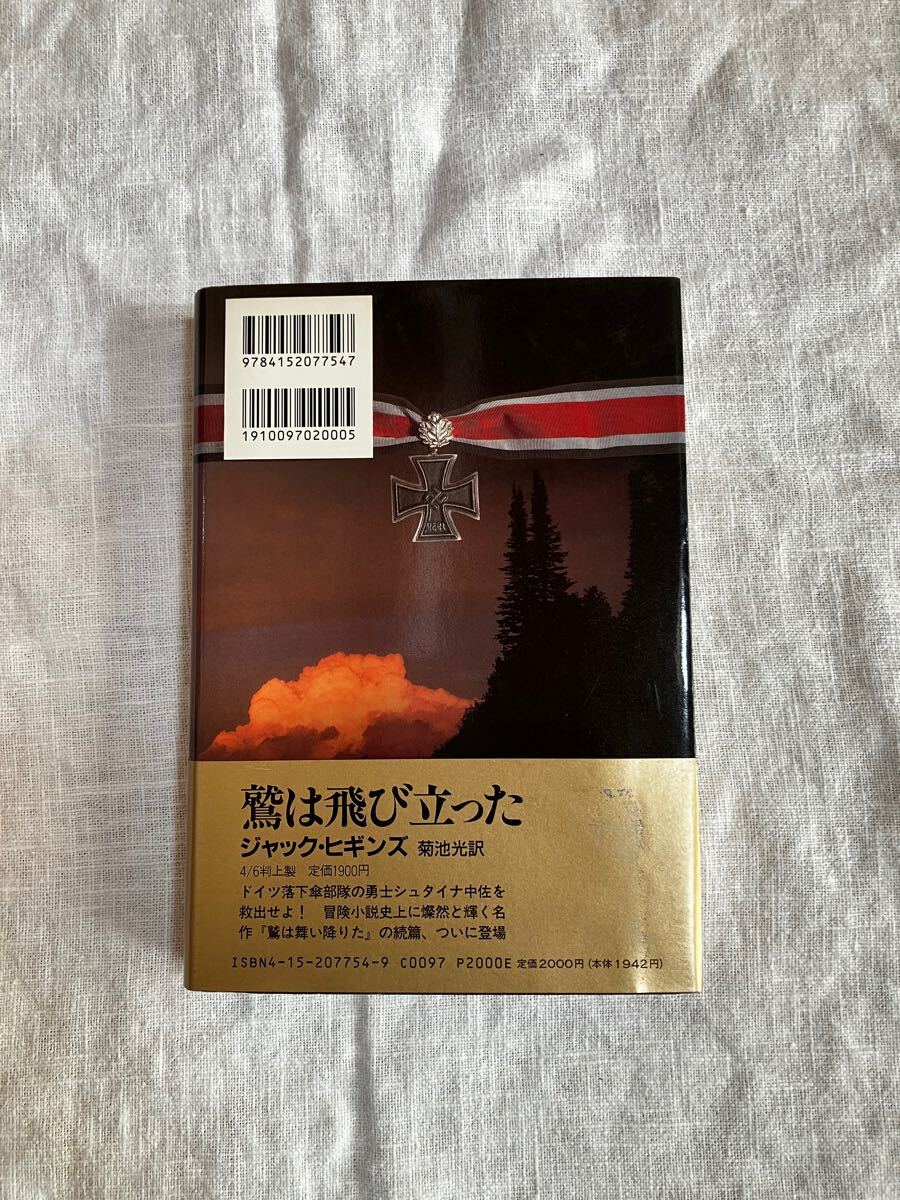 9784152077547
1910097020005
鷲は飛び立った
ジャック・ヒギンズ 菊池光訳
4/6判上製 定価1900円
ドイツ落下傘部隊の勇士シュタイナ中佐を
救出せよ! 冒険小説史上に燦然と輝く名
作『鷲は舞い降りた』の続篇、ついに登場
ISBN4-15-207754-9 C0097 P2000E 定価2000円(本体1942円)